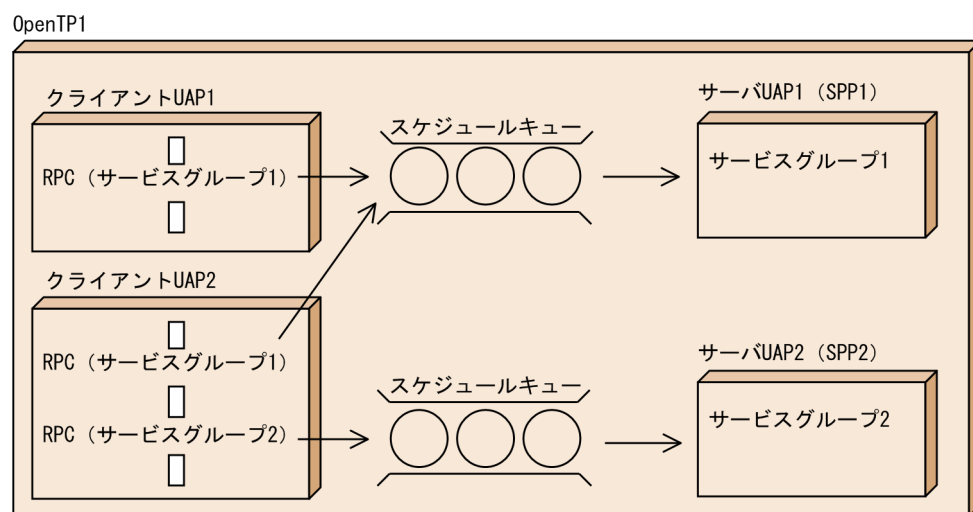 OpenTP1
クライアントUAP1
RPC（サービスグループ1）
スケジュールキュー
サーバUAP1（SPP1）
サービスグループ1
クライアントUAP2
RPC（サービスグループ1）
RPC（サービスグループ2）
スケジュールキュー
サーバUAP2（SPP2）
サービスグループ2